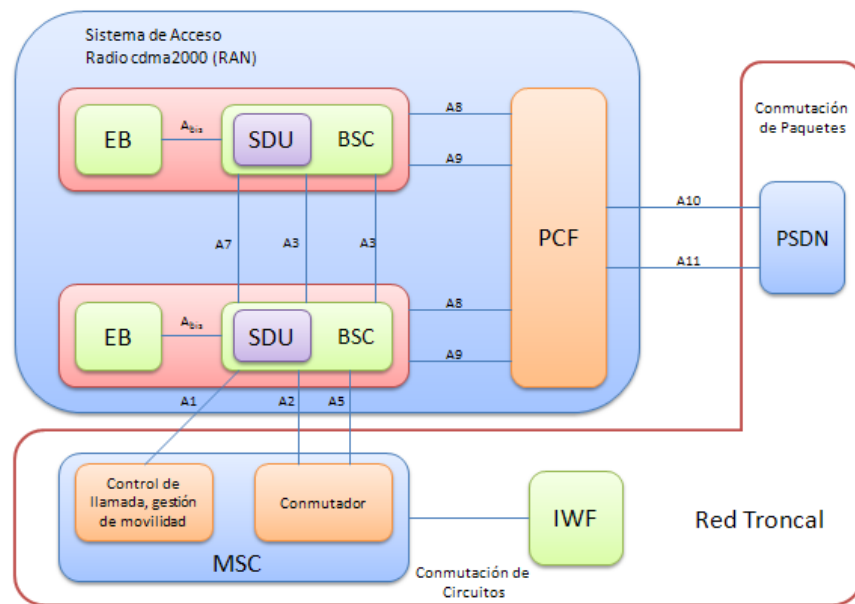 Sistema de Acceso
Radio cdma2000 (RAN)
EB
Abis
SDU
BSC
A8
A9
A7
A3
A3
PCF
A10
A11
Conmutación
de Paquetes
PSDN
EB
Abis
SDU
BSC
A8
A9
A1
A2
A5
Control de
llamada, gestión
de movilidad
Conmutador
MSC
IWF
Red Troncal
Conmutación de
Circuitos